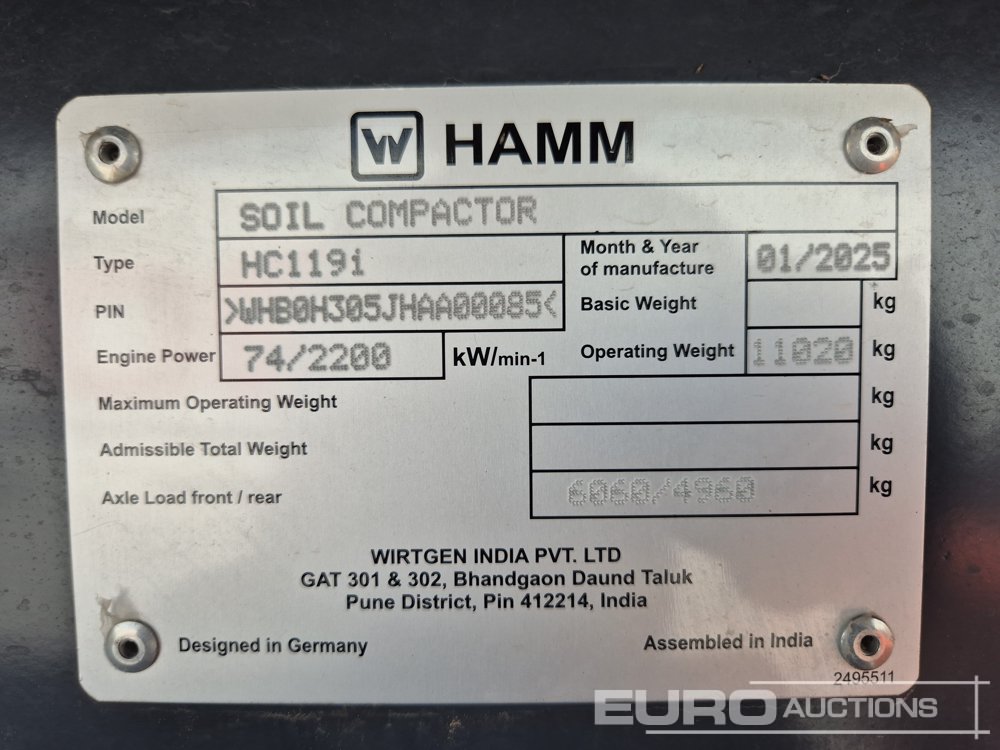 W HAMM
Model SOIL COMPACTOR
Type HC119i
Month & Year of manufacture 01/2025
PIN >WHB0H305JHAA00085<
Basic Weight kg
Engine Power 74/2200 kW/min-1
Operating Weight 11020 kg
Maximum Operating Weight kg
Admissible Total Weight kg
Axle Load front / rear 6060/4960 kg
WIRTGEN INDIA PVT. LTD
GAT 301 & 302, Bhandgaon Daund Taluk
Pune District, Pin 412214, India
Designed in Germany Assembled in India
2495511
EURO AUCTIONS